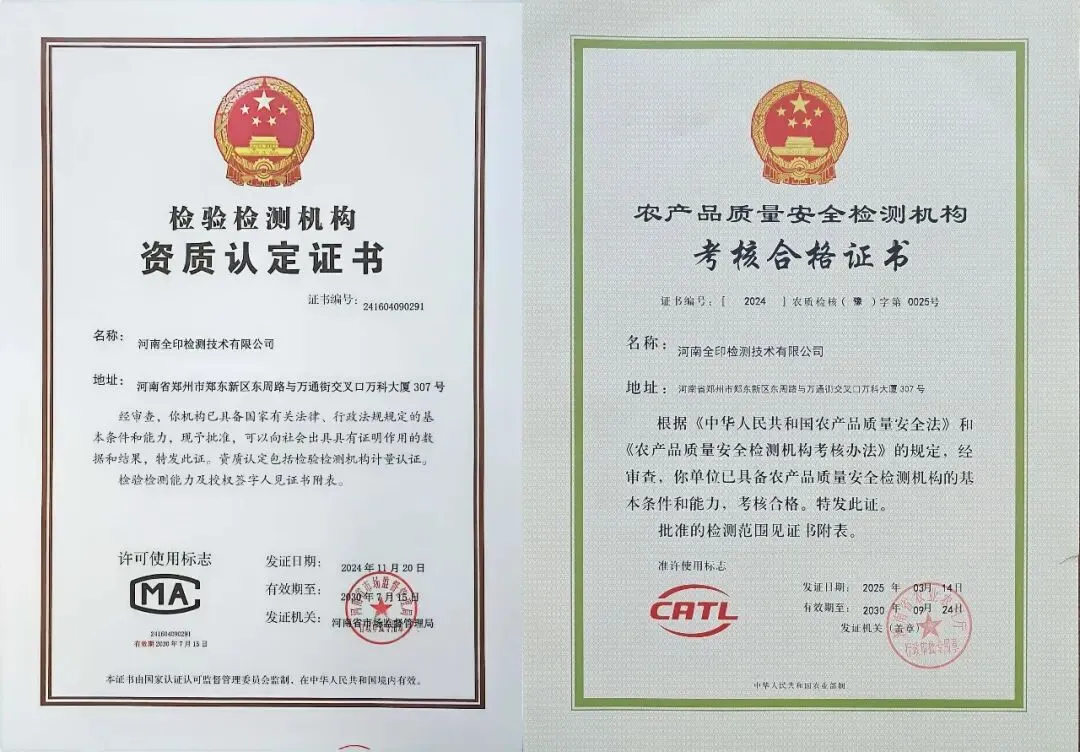 检验检测机构
资质认定证书
证书编号：241604090291
名称：河南全印检测技术有限公司
地址：河南省郑州市郑东新区东周路与万通街交叉口万科大厦 307 号
经审查，你机构已具备国家有关法律、行政法规规定的基
本条件和能力，现予批准，可以向社会出具具有证明作用的数
据和结果，特发此证。资质认定包括检验检测机构计量认证。
检验检测能力及授权签字人见证书附表。
许可使用标志
MA
241604090291
有效期2030年7月15日
发证日期：2024年11月20日
有效期至：2030年7月15日
发证机关：河南省市场监督管理局
本证书由国家认证认可监督管理委员会监制，在中华人民共和国境内有效。
农产品质量安全检测机构
考核合格证书
证书编号：[ 2024 ]农质检核(豫)字第 0025号
名称：河南全印检测技术有限公司
地址：河南省郑州市郑东新区东周路与万通街交叉口万科大厦 307 号
根据《中华人民共和国农产品质量安全法》和
《农产品质量安全检测机构考核办法》的规定，经
审查，你单位已具备农产品质量安全检测机构的基
本条件和能力，考核合格。特发此证。
批准的检测范围见证书附表。
准许使用标志
CATL
发证日期：2025 年 03月 14日
有效期至：2030 年 09月 24日
发证机关（盖章）
中华人民共和国农业部制